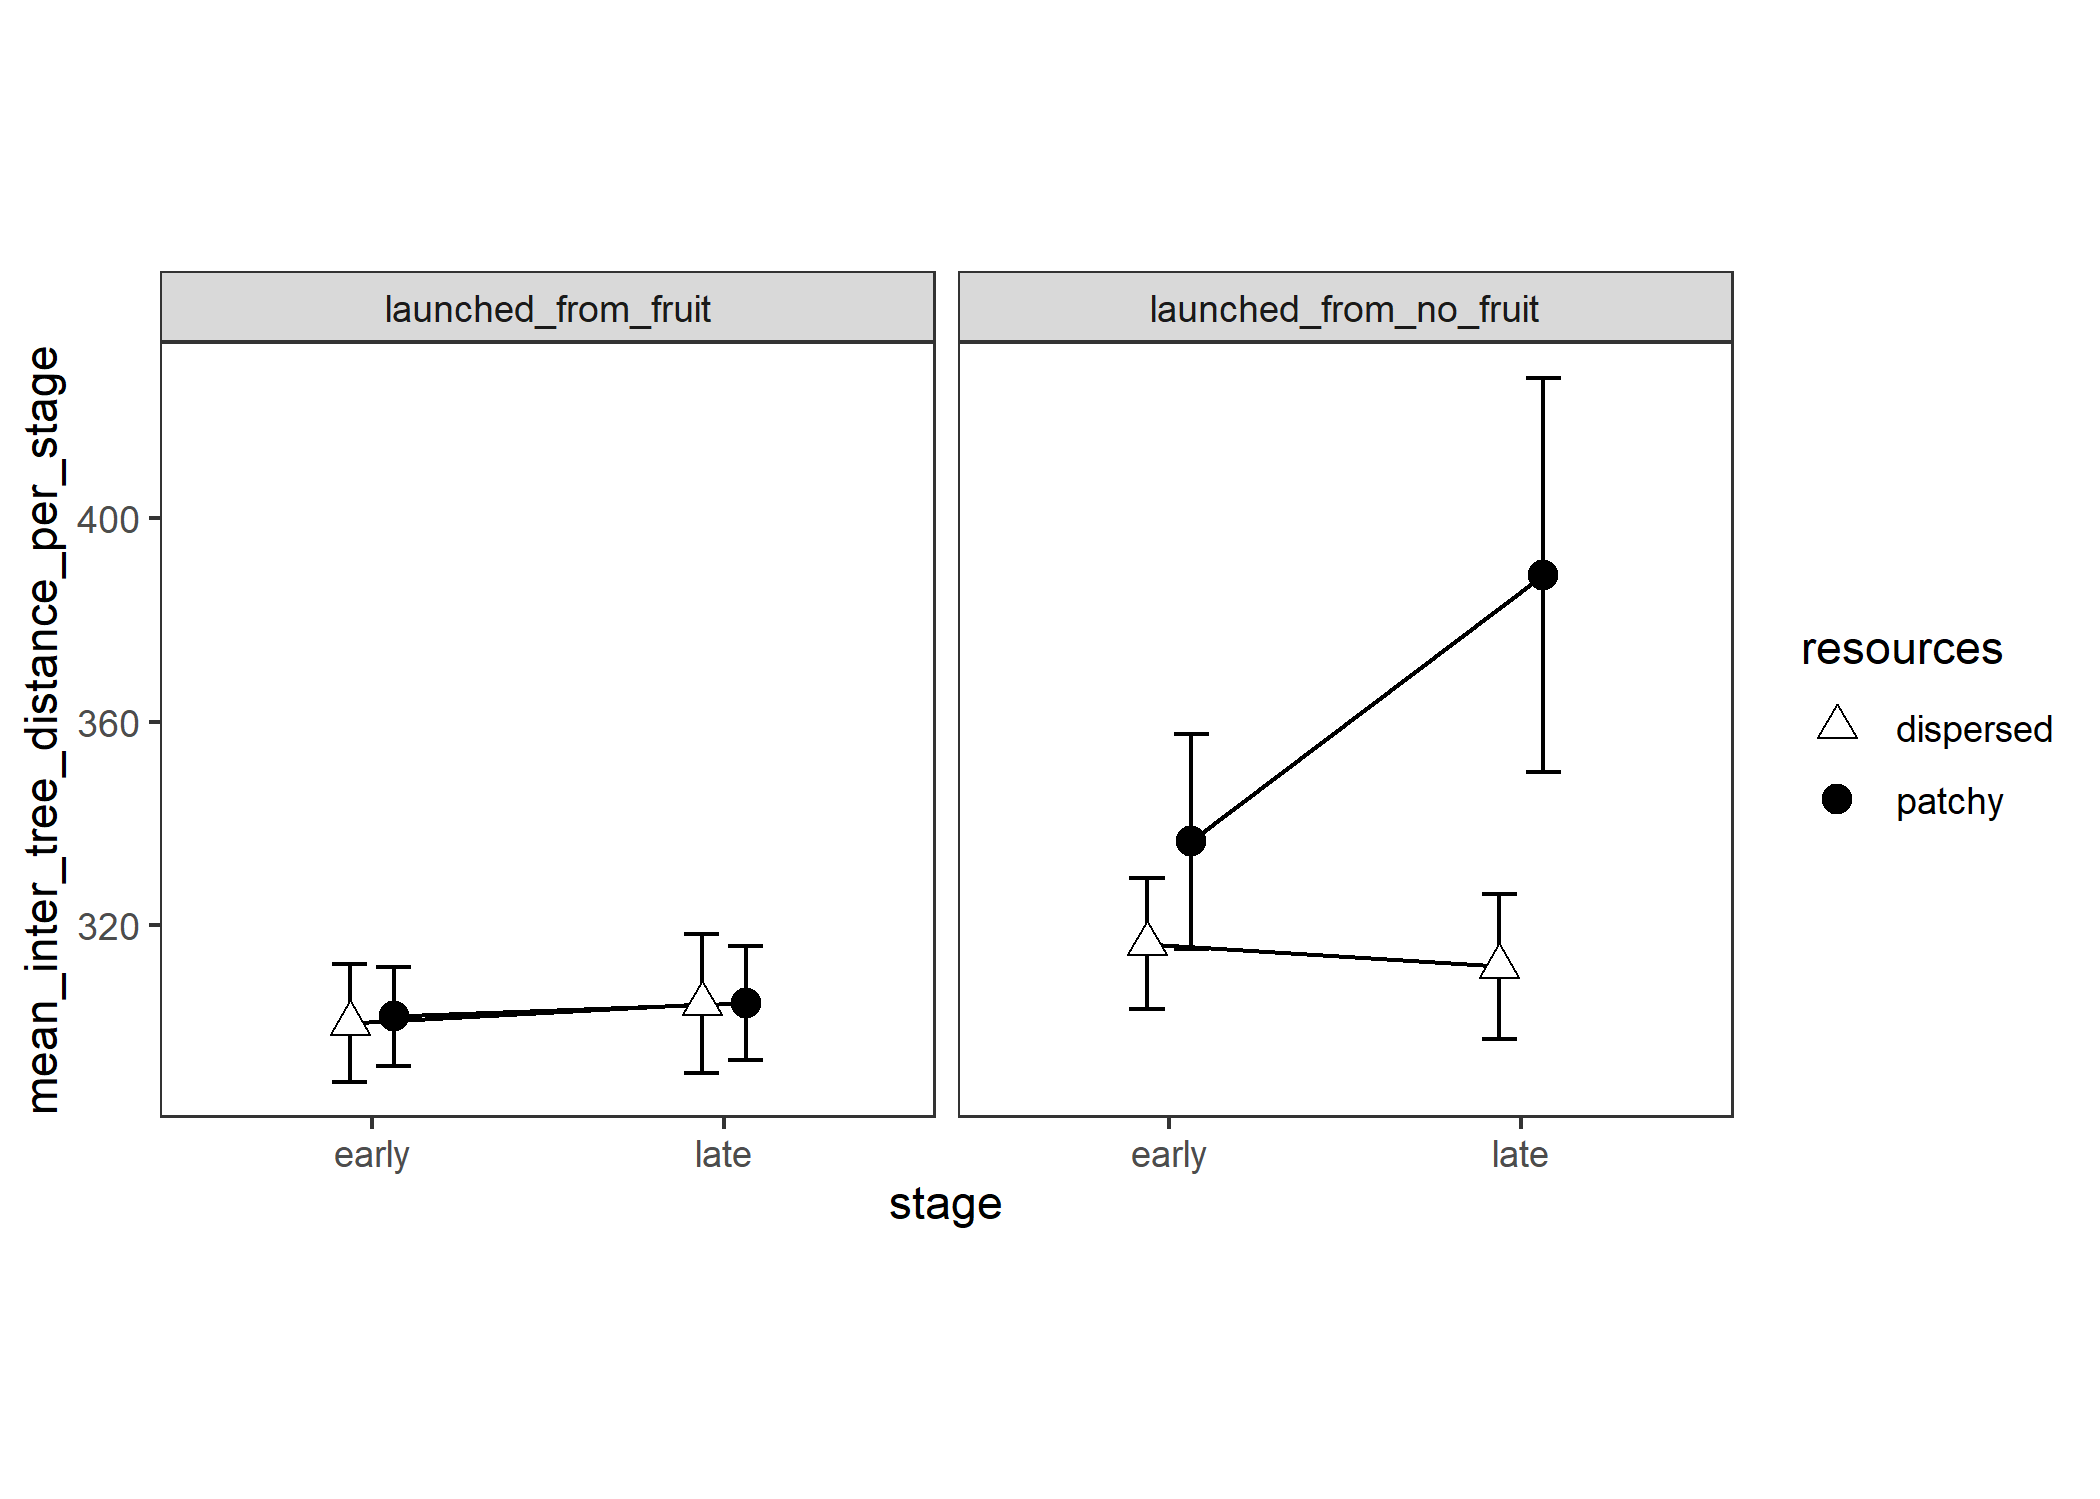 launched_from_fruit
launched_from_no_fruit
mean_inter_tree_distance_per_stage
400
360
320
early
late
early
late
stage
resources
dispersed
patchy